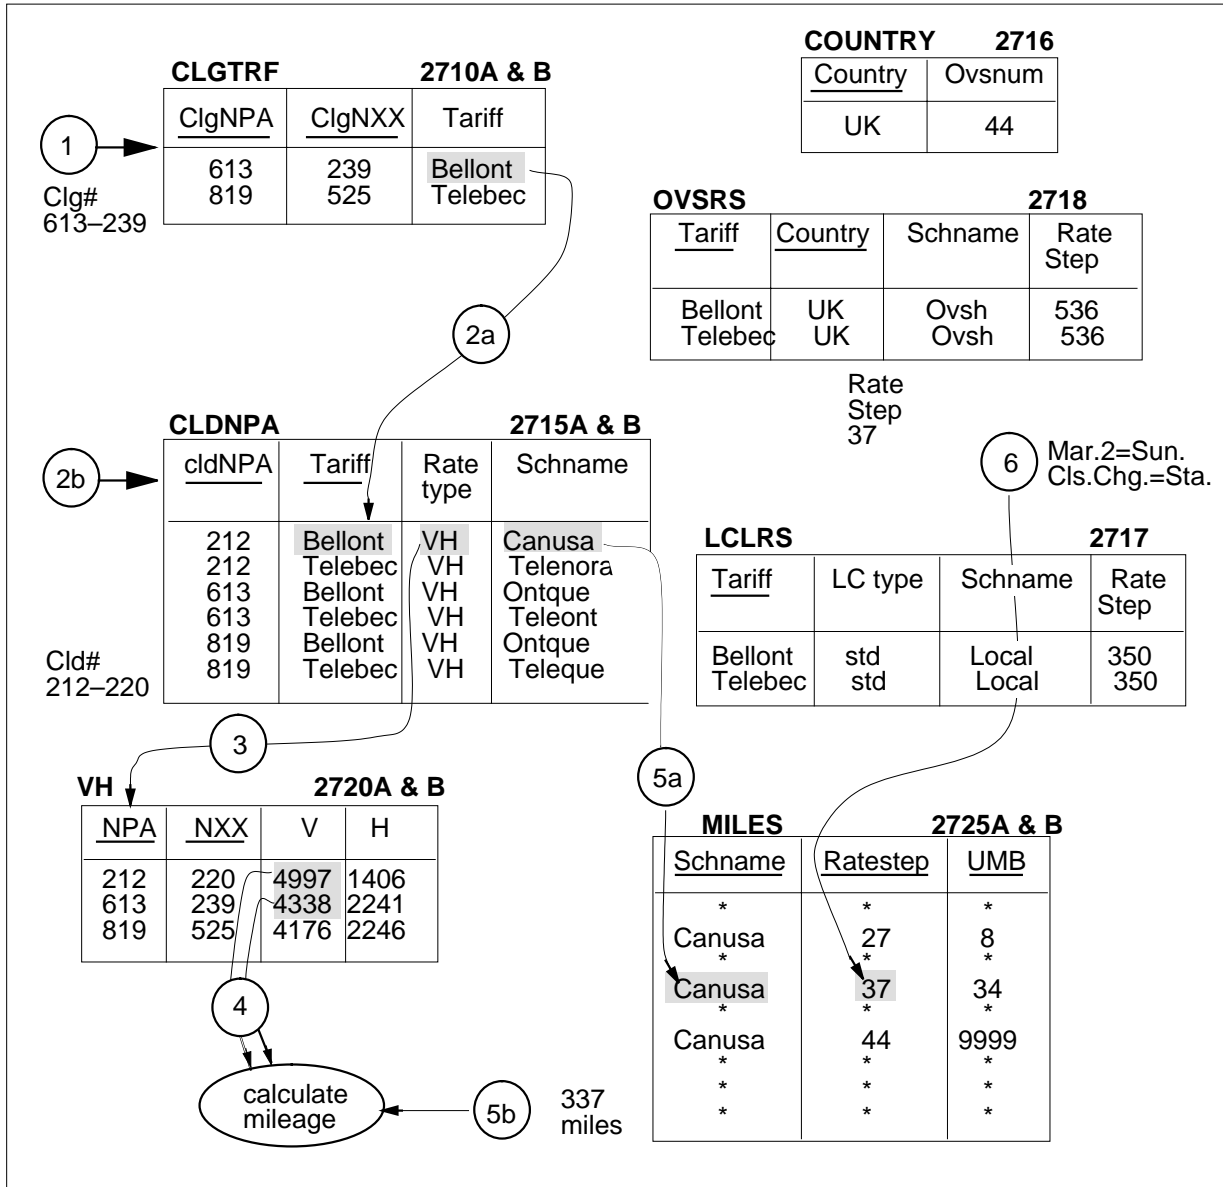 COUNTRY 2716
Country Ovsnum
UK 44
CLGTRF 2710A & B
ClgNPA ClgNXX Tariff
613 239 Bellont
819 525 Telebec
1
Clg#
613–239
OVSRS 2718
Tariff Country Schname Rate
Step
Bellont UK Ovsh 536
Telebec UK Ovsh 536
2a
Rate
Step
37
CLDNPA 2715A & B
cldNPA Tariff Rate Schname
type
212 Bellont VH Canusa
212 Telebec VH Telenora
613 Bellont VH Ontque
613 Telebec VH Teleont
819 Bellont VH Ontque
819 Telebec VH Teleque
2b
Cld#
212–220
6
Mar.2=Sun.
Cls.Chg.=Sta.
LCLRS 2717
Tariff LC type Schname Rate
Step
Bellont std Local 350
Telebec std Local 350
3
5a
VH 2720A & B
NPA NXX V H
212 220 4997 1406
613 239 4338 2241
819 525 4176 2246
MILES 2725A & B
Schname Ratestep UMB
* * *
Canusa 27 8
* * *
Canusa 37 34
* * *
Canusa 44 9999
* * *
* * *
* * *
4
calculate
mileage
5b
337
miles